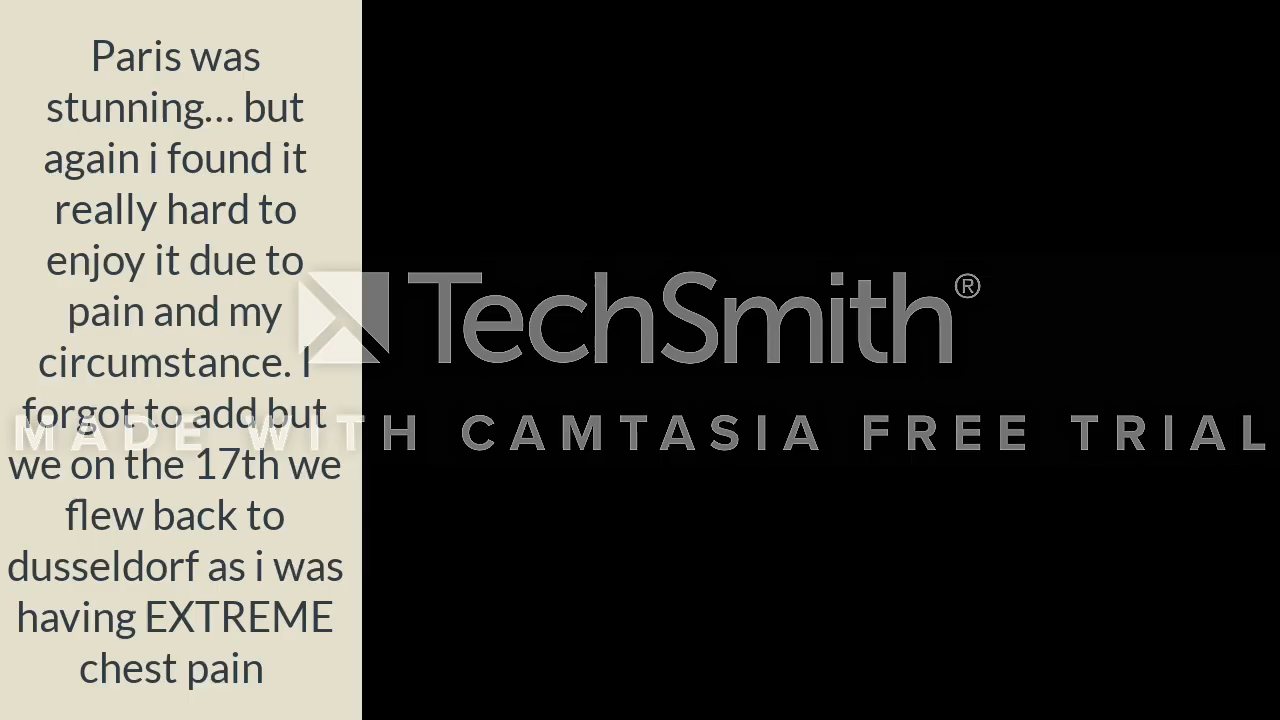 Paris was
stunning... but
again i found it
really hard to
enjoy it due to
pain and my
circumstance. I
forgot to add but
we on the 17th we
flew back to
dusseldorf as i was
having EXTREME
chest pain
TechSmith®
MADE WITH CAMTASIA FREE TRIAL